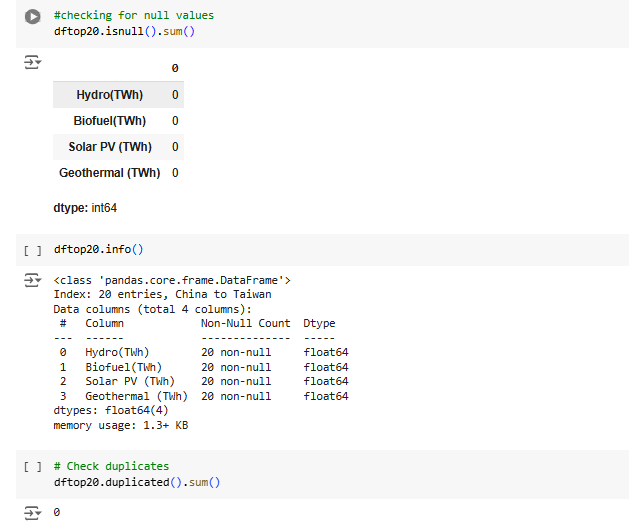 #checking for null values
dftop20.isnull().sum()
0
Hydro(TWh) 0
Biofuel(TWh) 0
Solar PV (TWh) 0
Geothermal (TWh) 0
dtype: int64
[ ] dftop20.info()
<class 'pandas.core.frame.DataFrame'>
Index: 20 entries, China to Taiwan
Data columns (total 4 columns):
 #   Column            Non-Null Count  Dtype
---  ------            --------------  -----
 0   Hydro(TWh)        20 non-null     float64
 1   Biofuel(TWh)      20 non-null     float64
 2   Solar PV (TWh)    20 non-null     float64
 3   Geothermal (TWh)  20 non-null     float64
dtypes: float64(4)
memory usage: 1.3+ KB
[ ] # Check duplicates
dftop20.duplicated().sum()
0